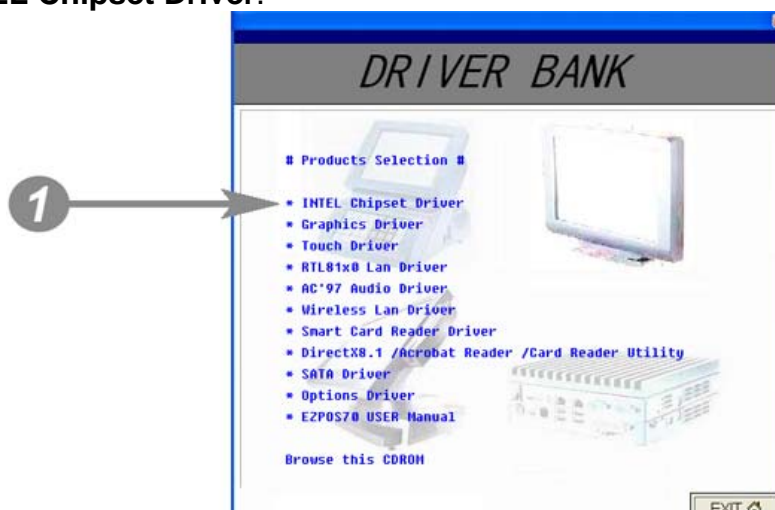 Chipset Driver.
DRIVER BANK
# Products Selection #
1
* INTEL Chipset Driver
* Graphics Driver
* Touch Driver
* RTL81x0 Lan Driver
* AC'97 Audio Driver
* Wireless Lan Driver
* Smart Card Reader Driver
* DirectX8.1 /Acrobat Reader /Card Reader Utility
* SATA Driver
* Options Driver
* EZPOS70 USER Manual
Browse this CDROM
EXIT